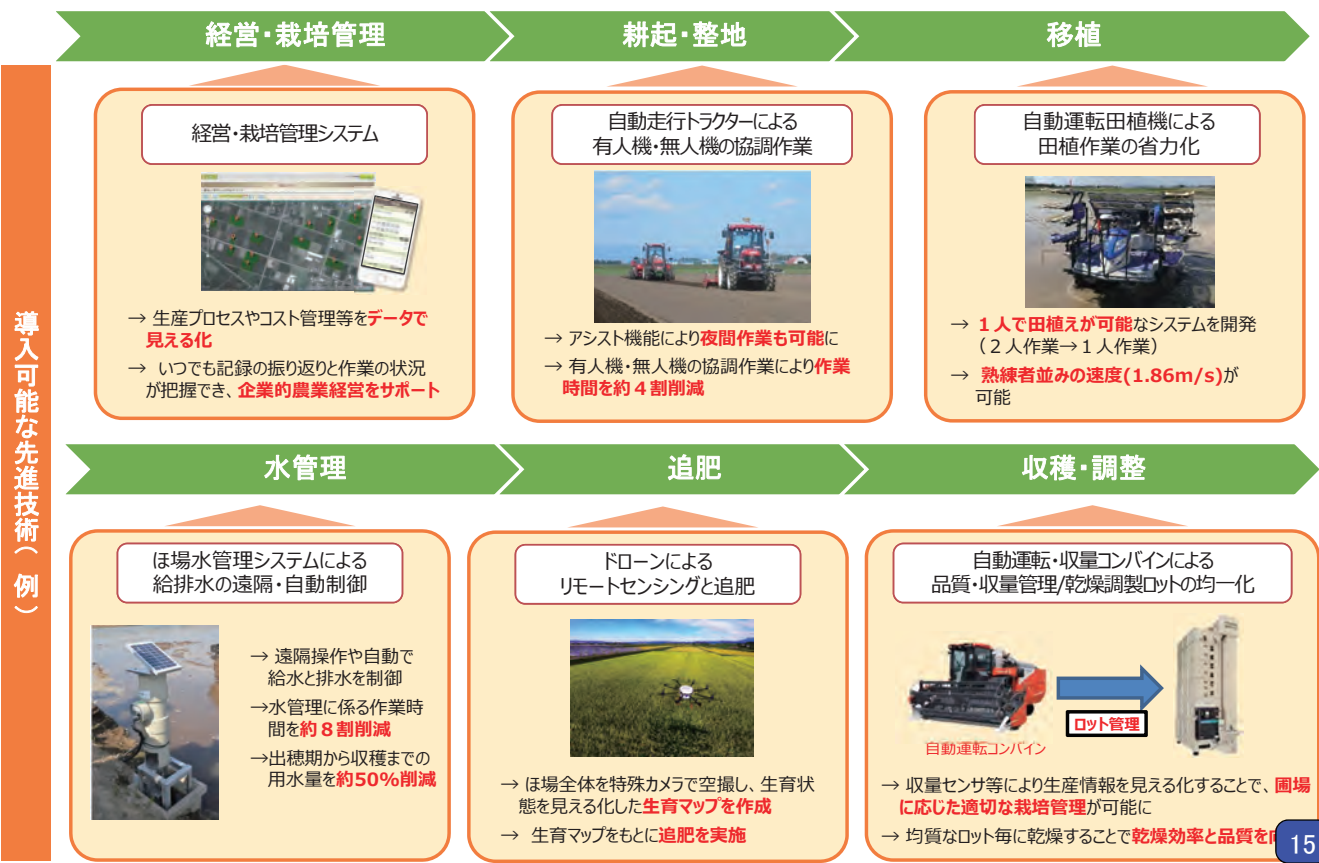 導入可能な先進技術(例)
経営・栽培管理
耕起・整地
移植
経営・栽培管理システム
→ 生産プロセスやコスト管理等をデータで
見える化
→ いつでも記録の振り返りと作業の状況
が把握でき、企業的農業経営をサポート
自動走行トラクターによる
有人機・無人機の協調作業
→ アシスト機能により夜間作業も可能に
→ 有人機・無人機の協調作業により作業
時間を約4割削減
自動運転田植機による
田植作業の省力化
→ 1人で田植えが可能なシステムを開発
(2人作業→1人作業)
→ 熟練者並みの速度(1.86m/s)が
可能
水管理
追肥
収穫・調整
ほ場水管理システムによる
給排水の遠隔・自動制御
→ 遠隔操作や自動で
給水と排水を制御
→水管理に係る作業時
間を約8割削減
→出穂期から収穫までの
用水量を約50%削減
ドローンによる
リモートセンシングと追肥
→ ほ場全体を特殊カメラで空撮し、生育状
態を見える化した生育マップを作成
→ 生育マップをもとに追肥を実施
自動運転・収量コンバインによる
品質・収量管理/乾燥調製ロットの均一化
ロット管理
自動運転コンバイン
→ 収量センサ等により生産情報を見える化することで、圃場
に応じた適切な栽培管理が可能に
→ 均質なロット毎に乾燥することで乾燥効率と品質を
15